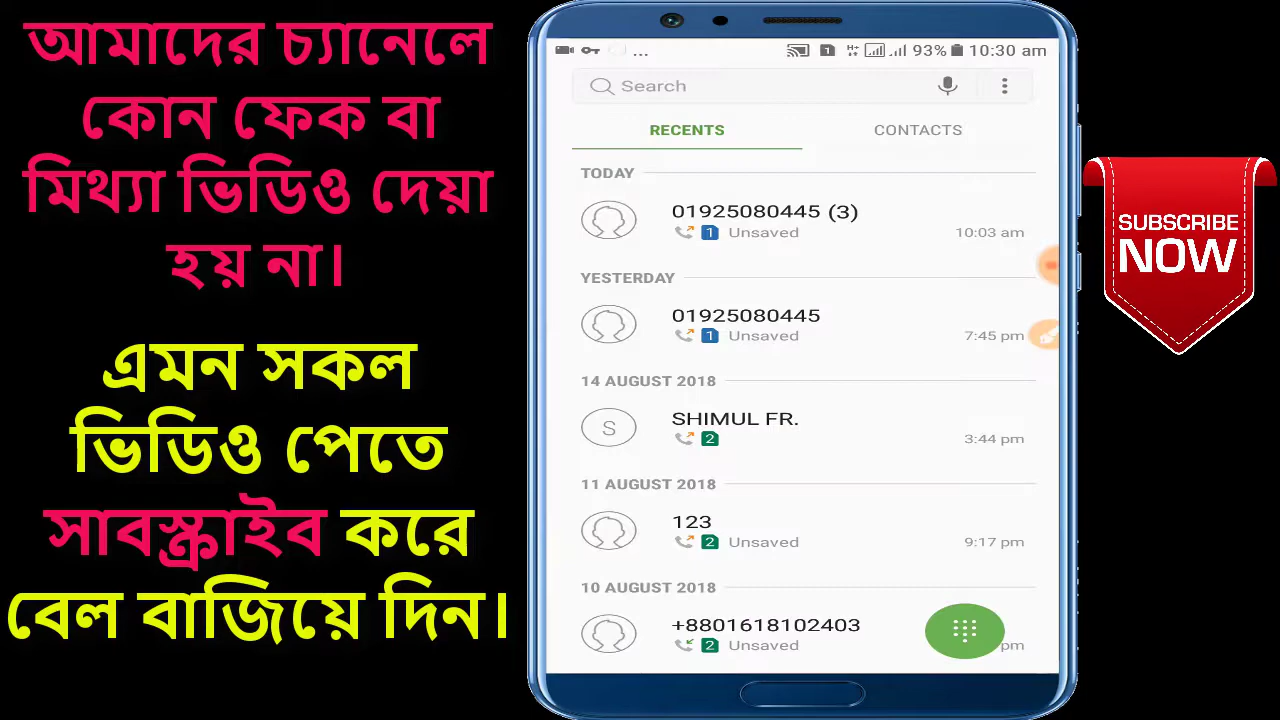 আমাদের চ্যানেলে
কোন ফেক বা
মিথ্যা ভিডিও দেয়া
হয় না।
এমন সকল
ভিডিও পেতে
সাবস্ক্রাইব করে
বেল বাজিয়ে দিন।
... 1 H+ 93% 10:30 am
Search
RECENTS CONTACTS
TODAY
01925080445 (3)
1 Unsaved 10:03 am
YESTERDAY
01925080445
1 Unsaved 7:45 pm
14 AUGUST 2018
S SHIMUL FR.
2 3:44 pm
11 AUGUST 2018
123
2 Unsaved 9:17 pm
10 AUGUST 2018
+8801618102403
2 Unsaved pm
SUBSCRIBE
NOW